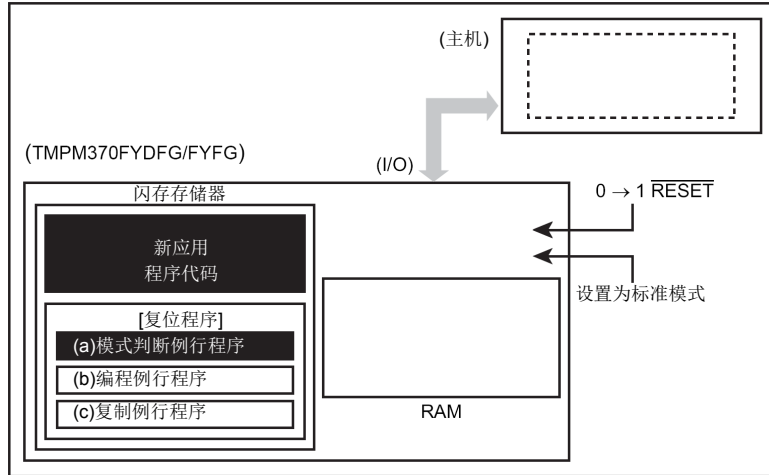 (主机)
(TMPM370FYDFG/FYFG)
(I/O)
闪存存储器
0 → 1 RESET
新应用
程序代码
设置为标准模式
[复位程序]
(a)模式判断例行程序
(b)编程例行程序
(c)复制例行程序
RAM